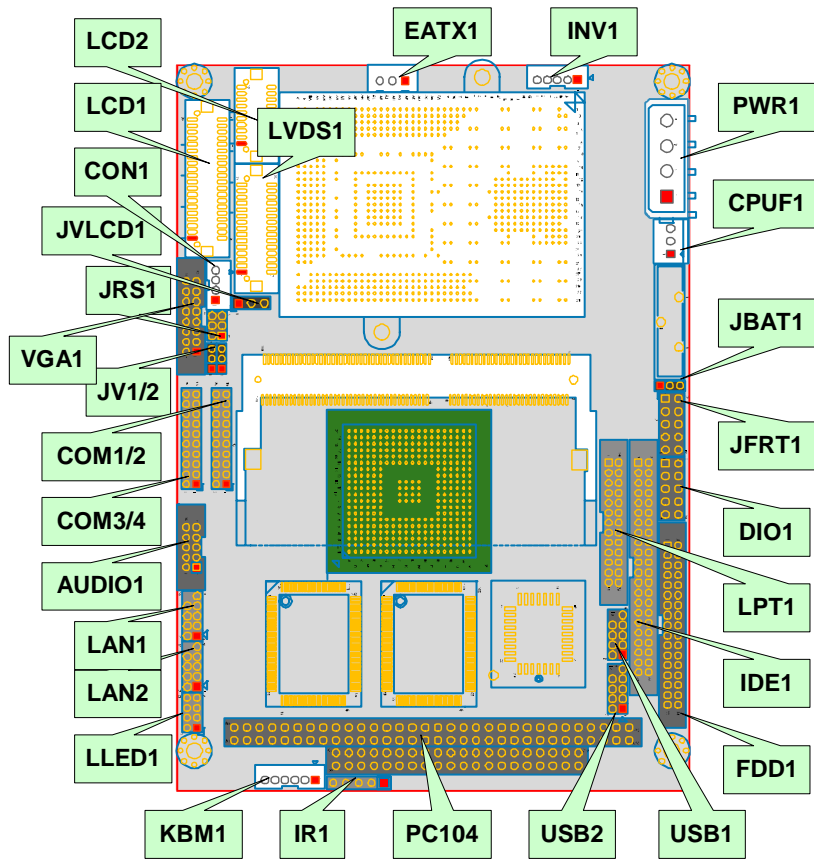 EATX1
INV1
LCD2
LCD1
LVDS1
PWR1
CON1
CPUF1
JVLCD1
JRS1
JBAT1
VGA1
JV1/2
JFRT1
COM1/2
COM3/4
DIO1
AUDIO1
LPT1
LAN1
IDE1
LAN2
LLED1
FDD1
KBM1
IR1
PC104
USB2
USB1